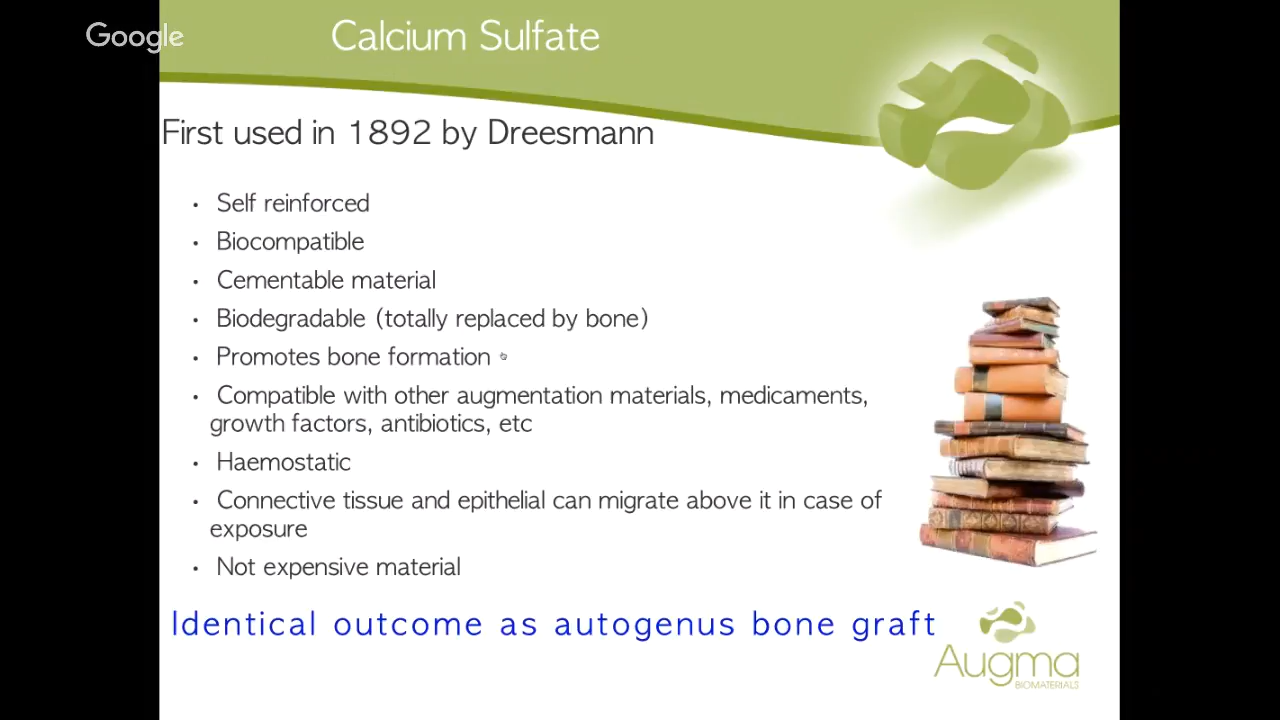 Google
Calcium Sulfate
First used in 1892 by Dreesmann
• Self reinforced
• Biocompatible
• Cementable material
• Biodegradable (totally replaced by bone)
• Promotes bone formation
• Compatible with other augmentation materials, medicaments,
growth factors, antibiotics, etc
• Haemostatic
• Connective tissue and epithelial can migrate above it in case of
exposure
• Not expensive material
Identical outcome as autogenus bone graft
Augma
BIOMATERIALS